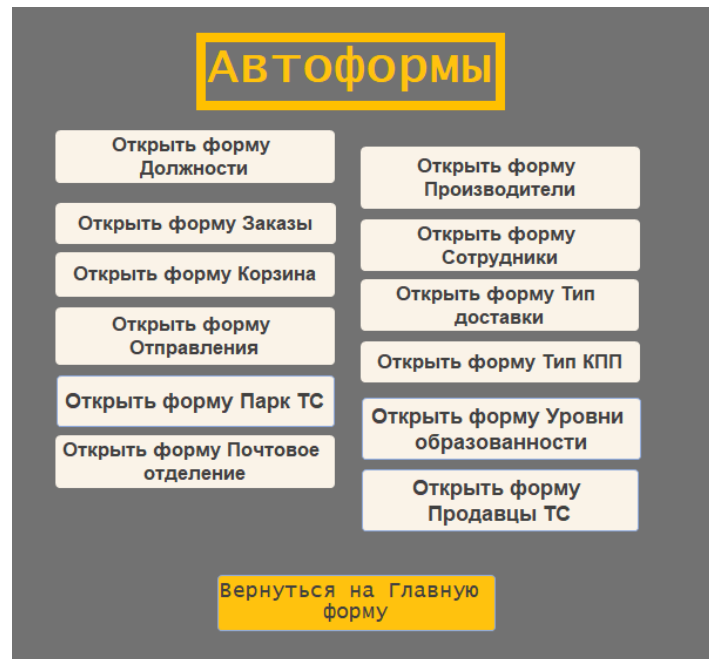 Автоформы
Открыть форму
Должности
Открыть форму Заказы
Открыть форму Корзина
Открыть форму
Отправления
Открыть форму Парк ТС
Открыть форму Почтовое
отделение
Открыть форму
Производители
Открыть форму
Сотрудники
Открыть форму Тип
доставки
Открыть форму Тип КПП
Открыть форму Уровни
образованности
Открыть форму
Продавцы ТС
Вернуться на Главную
форму